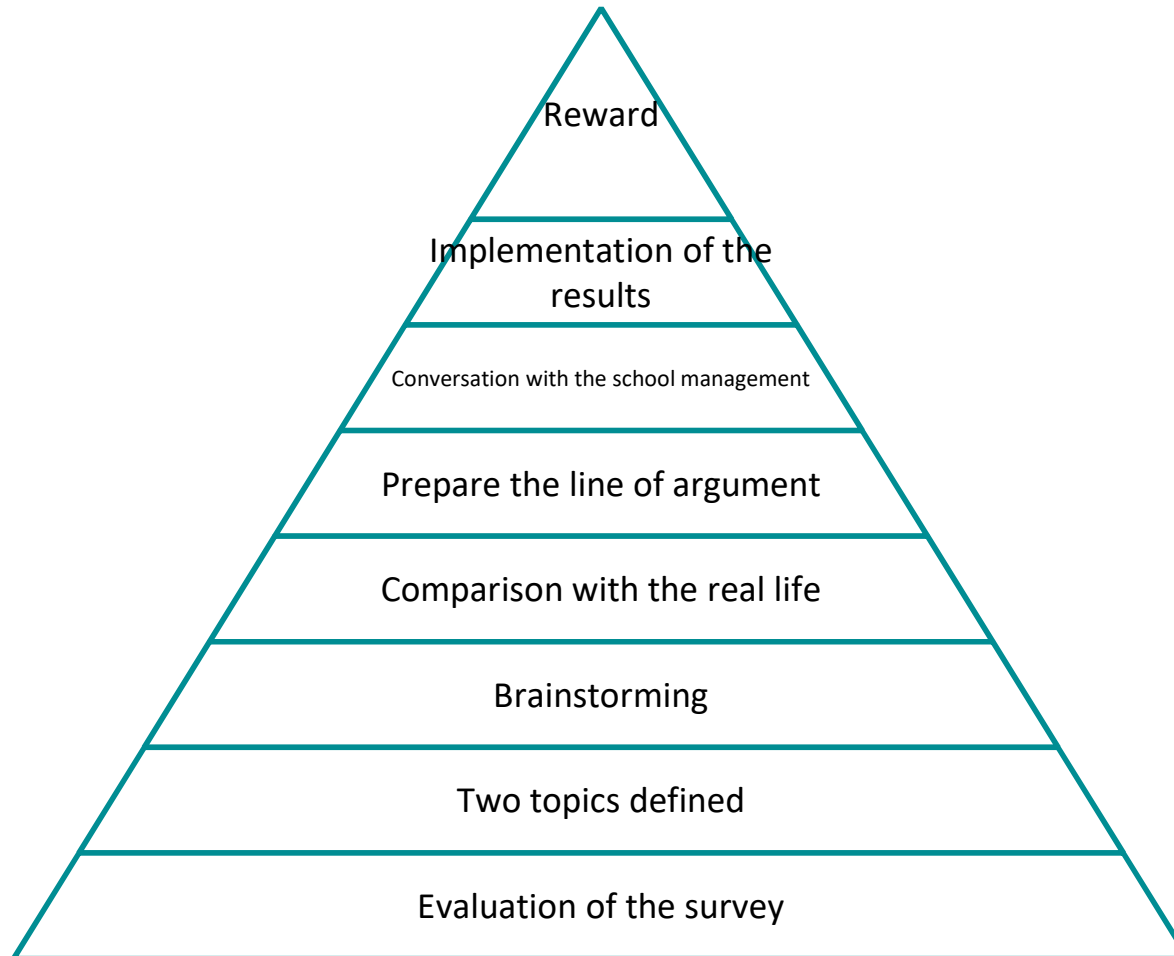 Reward
Implementation of the
results
Conversation with the school management
Prepare the line of argument
Comparison with the real life
Brainstorming
Two topics defined
Evaluation of the survey